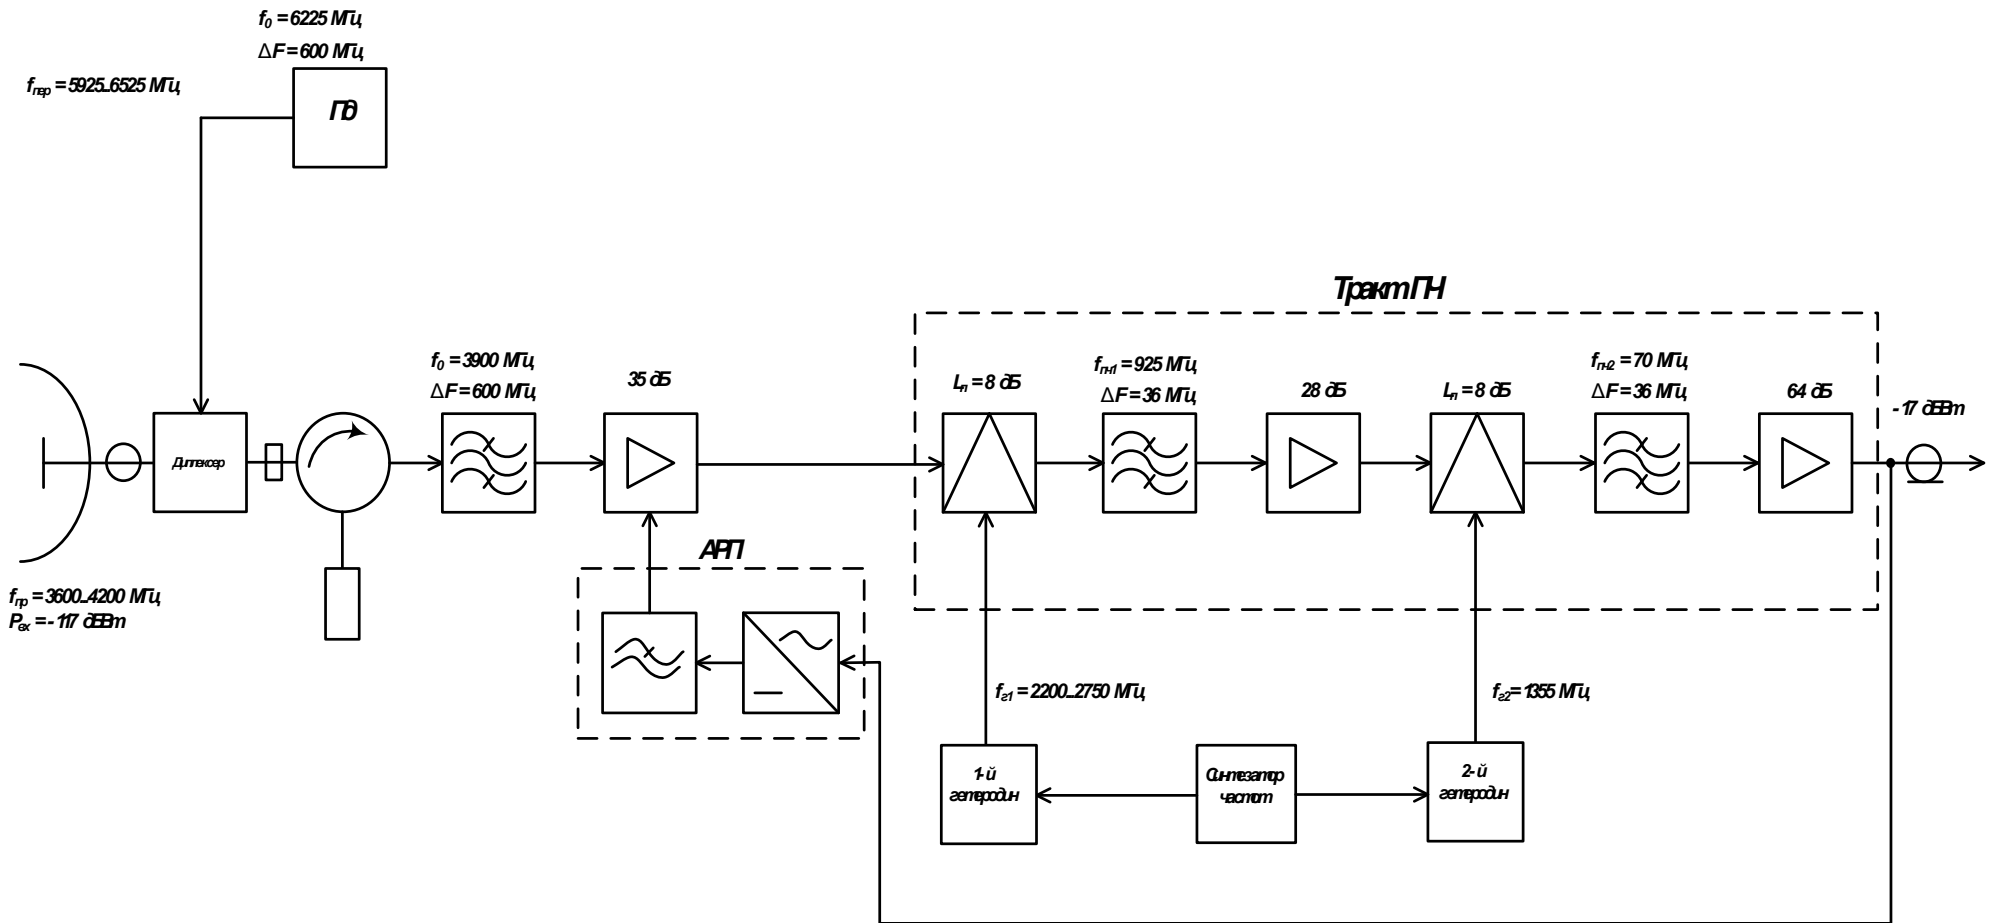 f₀ = 6225 МГц
ΔF = 600 МГц
fпер = 5925..6525 МГц
Пд
Тракт ПЧ
f₀ = 3900 МГц
ΔF = 600 МГц
35 дБ
Lп = 8 дБ
fпч1 = 925 МГц
ΔF = 36 МГц
28 дБ
Lп = 8 дБ
fпч2 = 70 МГц
ΔF = 36 МГц
64 дБ
- 17 дБВт
Диплексер
АРП
fпр = 3600..4200 МГц
Pвх = - 117 дБВт
fг1 = 2200..2750 МГц
fг2 = 1355 МГц
1-й
гетеродин
Синтезатор
частот
2-й
гетеродин